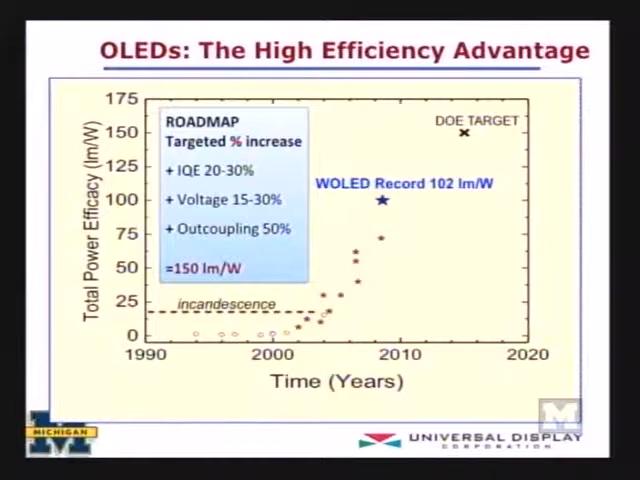 OLEDs: The High Efficiency Advantage
175
150
125
100
75
50
25
0
Total Power Efficacy (lm/W)
ROADMAP
Targeted % increase
+ IQE 20-30%
+ Voltage 15-30%
+ Outcoupling 50%
=150 lm/W
DOE TARGET
WOLED Record 102 lm/W
incandescence
1990
2000
2010
2020
Time (Years)
M
MICHIGAN
M
UNIVERSAL DISPLAY
CORPORATION